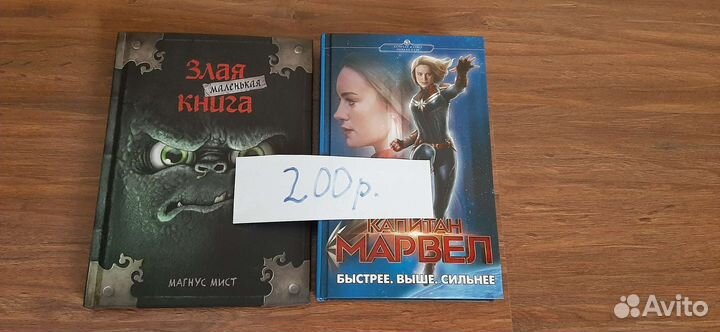 Злая
маленькая
книга
МАГНУС МИСТ
200р.
КАПИТАН
МАРВЕЛ
БЫСТРЕЕ. ВЫШЕ. СИЛЬНЕЕ
Avito